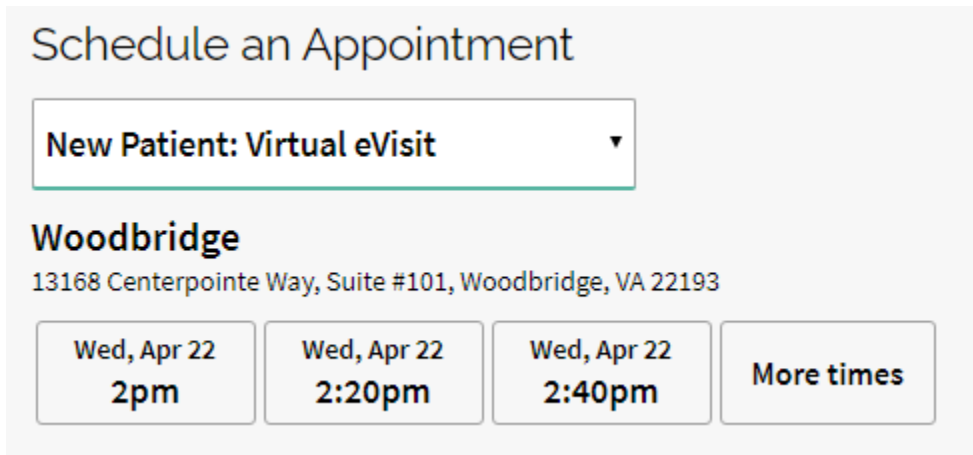 Schedule an Appointment
New Patient: Virtual eVisit
Woodbridge
13168 Centerpointe Way, Suite #101, Woodbridge, VA 22193
Wed, Apr 22
2pm
Wed, Apr 22
2:20pm
Wed, Apr 22
2:40pm
More times